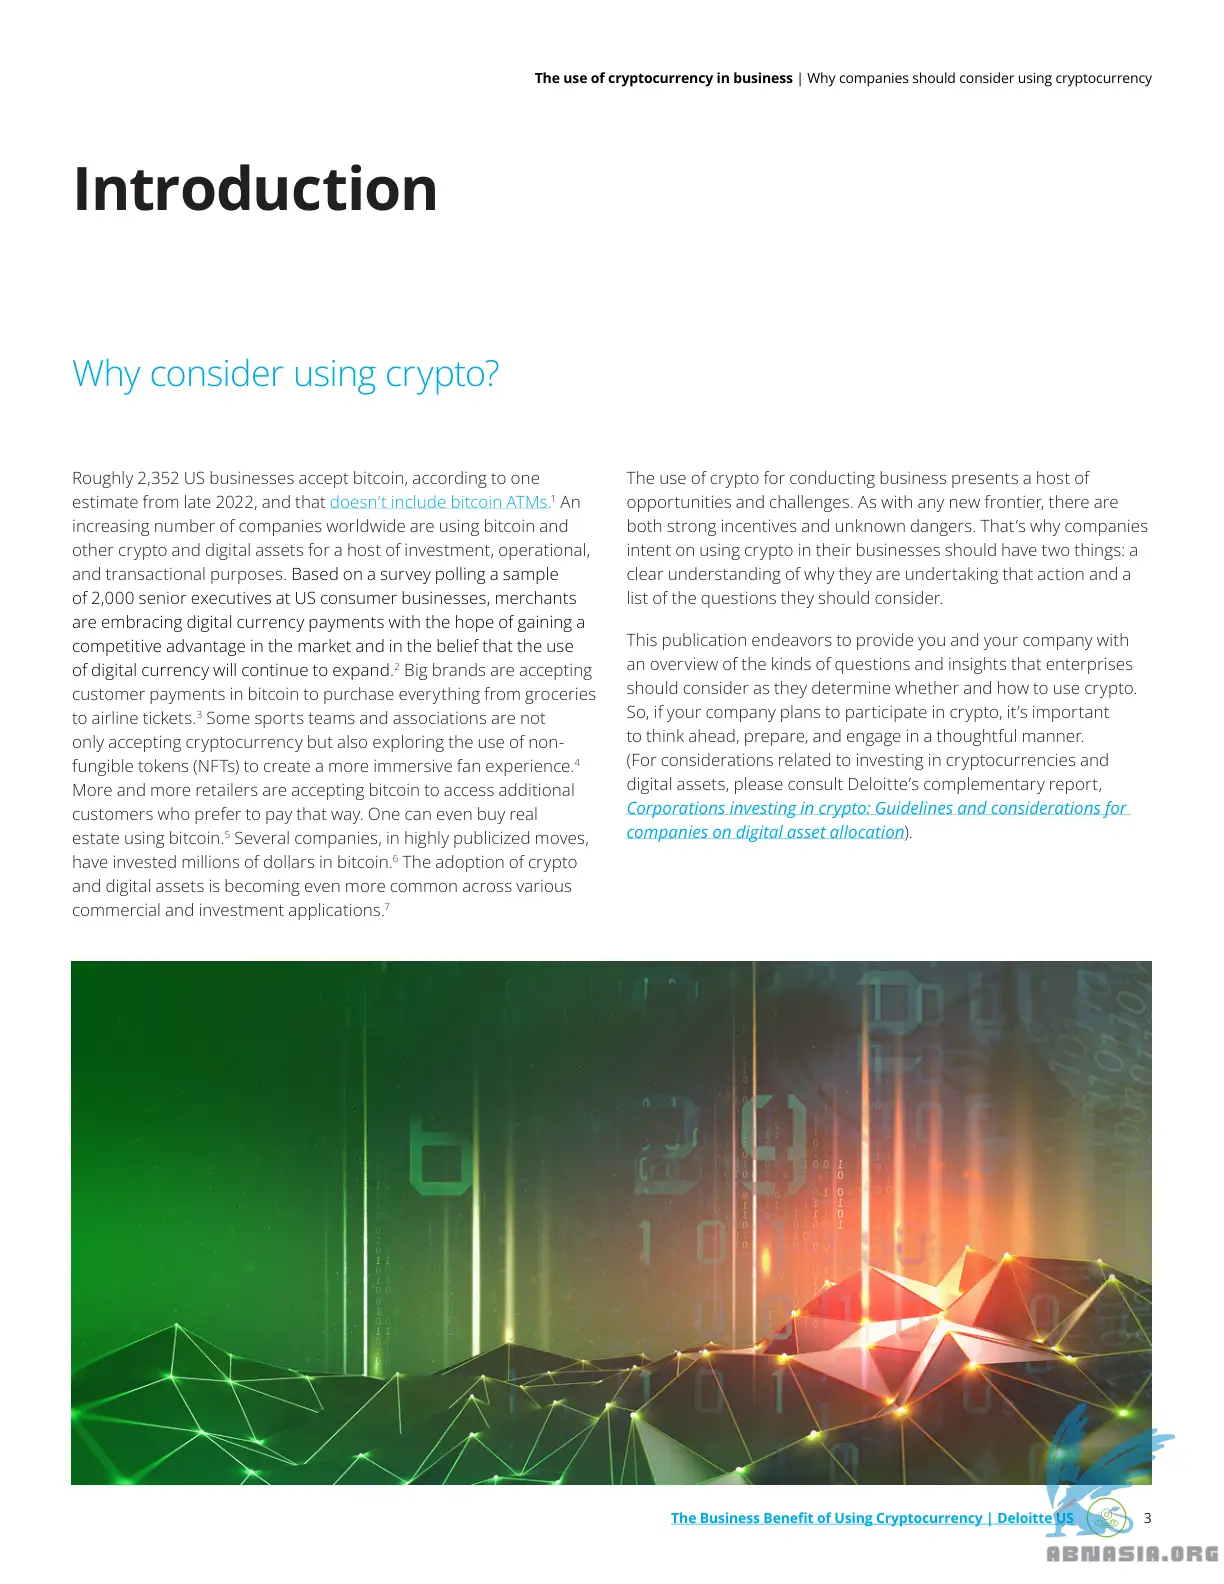 The use of cryptocurrency in business | Why companies should consider using cryptocurrency
Introduction
Why consider using crypto?
Roughly 2,352 US businesses accept bitcoin, according to one
estimate from late 2022, and that doesn’t include bitcoin ATMs.1 An
increasing number of companies worldwide are using bitcoin and
other crypto and digital assets for a host of investment, operational,
and transactional purposes. Based on a survey polling a sample
of 2,000 senior executives at US consumer businesses, merchants
are embracing digital currency payments with the hope of gaining a
competitive advantage in the market and in the belief that the use
of digital currency will continue to expand.2 Big brands are accepting
customer payments in bitcoin to purchase everything from groceries
to airline tickets.3 Some sports teams and associations are not
only accepting cryptocurrency but also exploring the use of non-
fungible tokens (NFTs) to create a more immersive fan experience.4
More and more retailers are accepting bitcoin to access additional
customers who prefer to pay that way. One can even buy real
estate using bitcoin.5 Several companies, in highly publicized moves,
have invested millions of dollars in bitcoin.6 The adoption of crypto
and digital assets is becoming even more common across various
commercial and investment applications.7
The use of crypto for conducting business presents a host of
opportunities and challenges. As with any new frontier, there are
both strong incentives and unknown dangers. That’s why companies
intent on using crypto in their businesses should have two things: a
clear understanding of why they are undertaking that action and a
list of the questions they should consider.
This publication endeavors to provide you and your company with
an overview of the kinds of questions and insights that enterprises
should consider as they determine whether and how to use crypto.
So, if your company plans to participate in crypto, it’s important
to think ahead, prepare, and engage in a thoughtful manner.
(For considerations related to investing in cryptocurrencies and
digital assets, please consult Deloitte’s complementary report,
Corporations investing in crypto: Guidelines and considerations for
companies on digital asset allocation).
The Business Benefit of Using Cryptocurrency | Deloitte US
3
ABNASIA.ORG